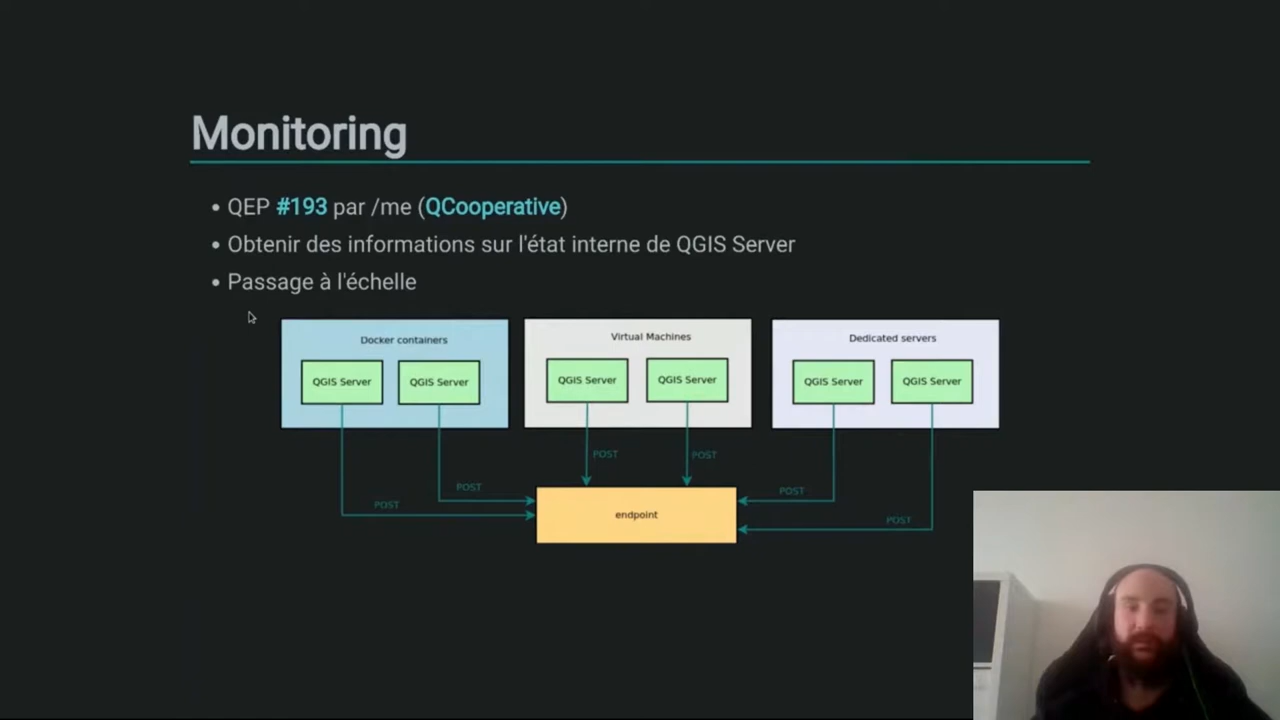 Monitoring
• QEP #193 par /me (QCooperative)
• Obtenir des informations sur l'état interne de QGIS Server
• Passage à l'échelle
Docker containers
QGIS Server
QGIS Server
Virtual Machines
QGIS Server
QGIS Server
Dedicated servers
QGIS Server
QGIS Server
POST
POST
POST
POST
POST
POST
endpoint